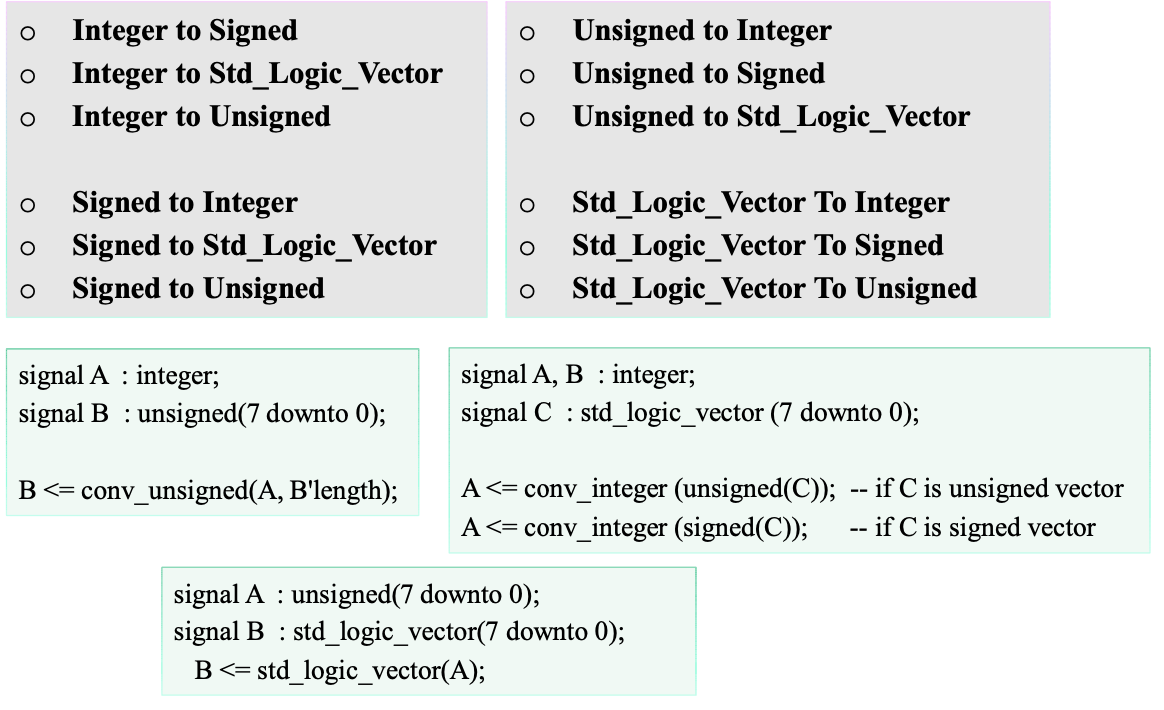 ○ Integer to Signed
○ Integer to Std_Logic_Vector
○ Integer to Unsigned
○ Signed to Integer
○ Signed to Std_Logic_Vector
○ Signed to Unsigned
○ Unsigned to Integer
○ Unsigned to Signed
○ Unsigned to Std_Logic_Vector
○ Std_Logic_Vector To Integer
○ Std_Logic_Vector To Signed
○ Std_Logic_Vector To Unsigned
signal A : integer;
signal B : unsigned(7 downto 0);
B <= conv_unsigned(A, B'length);
signal A, B : integer;
signal C : std_logic_vector (7 downto 0);
A <= conv_integer (unsigned(C)); -- if C is unsigned vector
A <= conv_integer (signed(C)); -- if C is signed vector
signal A : unsigned(7 downto 0);
signal B : std_logic_vector(7 downto 0);
B <= std_logic_vector(A);